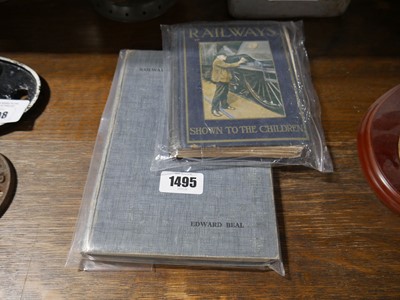 RAILWAYS
SHOWN TO THE CHILDREN
1495
EDWARD BEAL